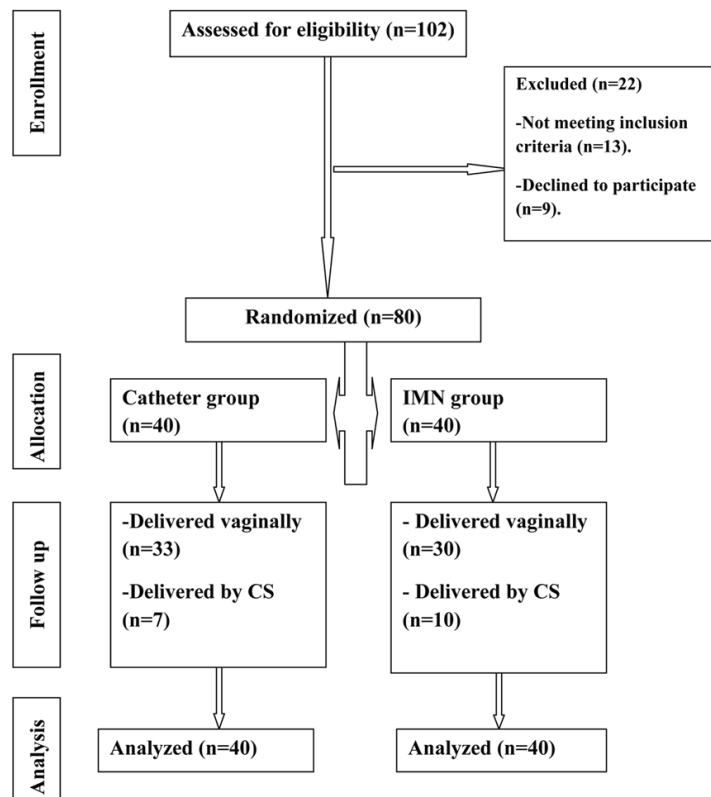 Enrollment
Assessed for eligibility (n=102)
Excluded (n=22)
-Not meeting inclusion
criteria (n=13).
-Declined to participate
(n=9).
Randomized (n=80)
Allocation
Catheter group
(n=40)
IMN group
(n=40)
Follow up
-Delivered vaginally
(n=33)
-Delivered by CS
(n=7)
- Delivered vaginally
(n=30)
- Delivered by CS
(n=10)
Analysis
Analyzed (n=40)
Analyzed (n=40)